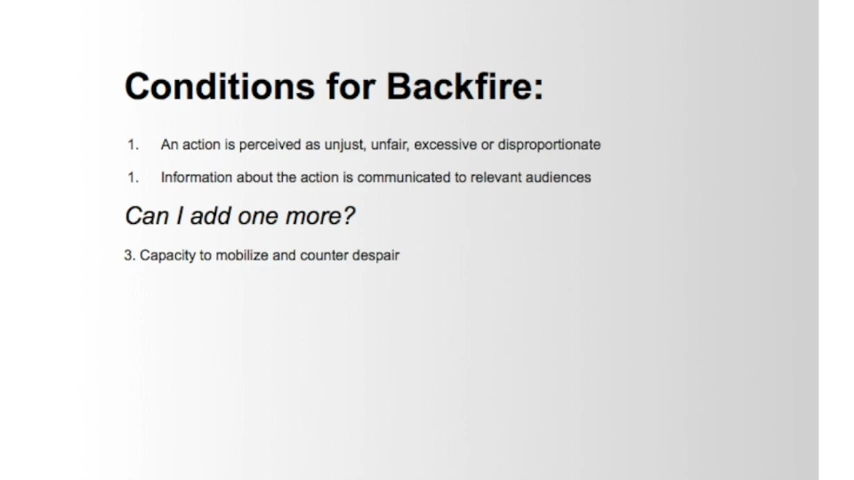 Conditions for Backfire:
1. An action is perceived as unjust, unfair, excessive or disproportionate
1. Information about the action is communicated to relevant audiences
Can I add one more?
3. Capacity to mobilize and counter despair